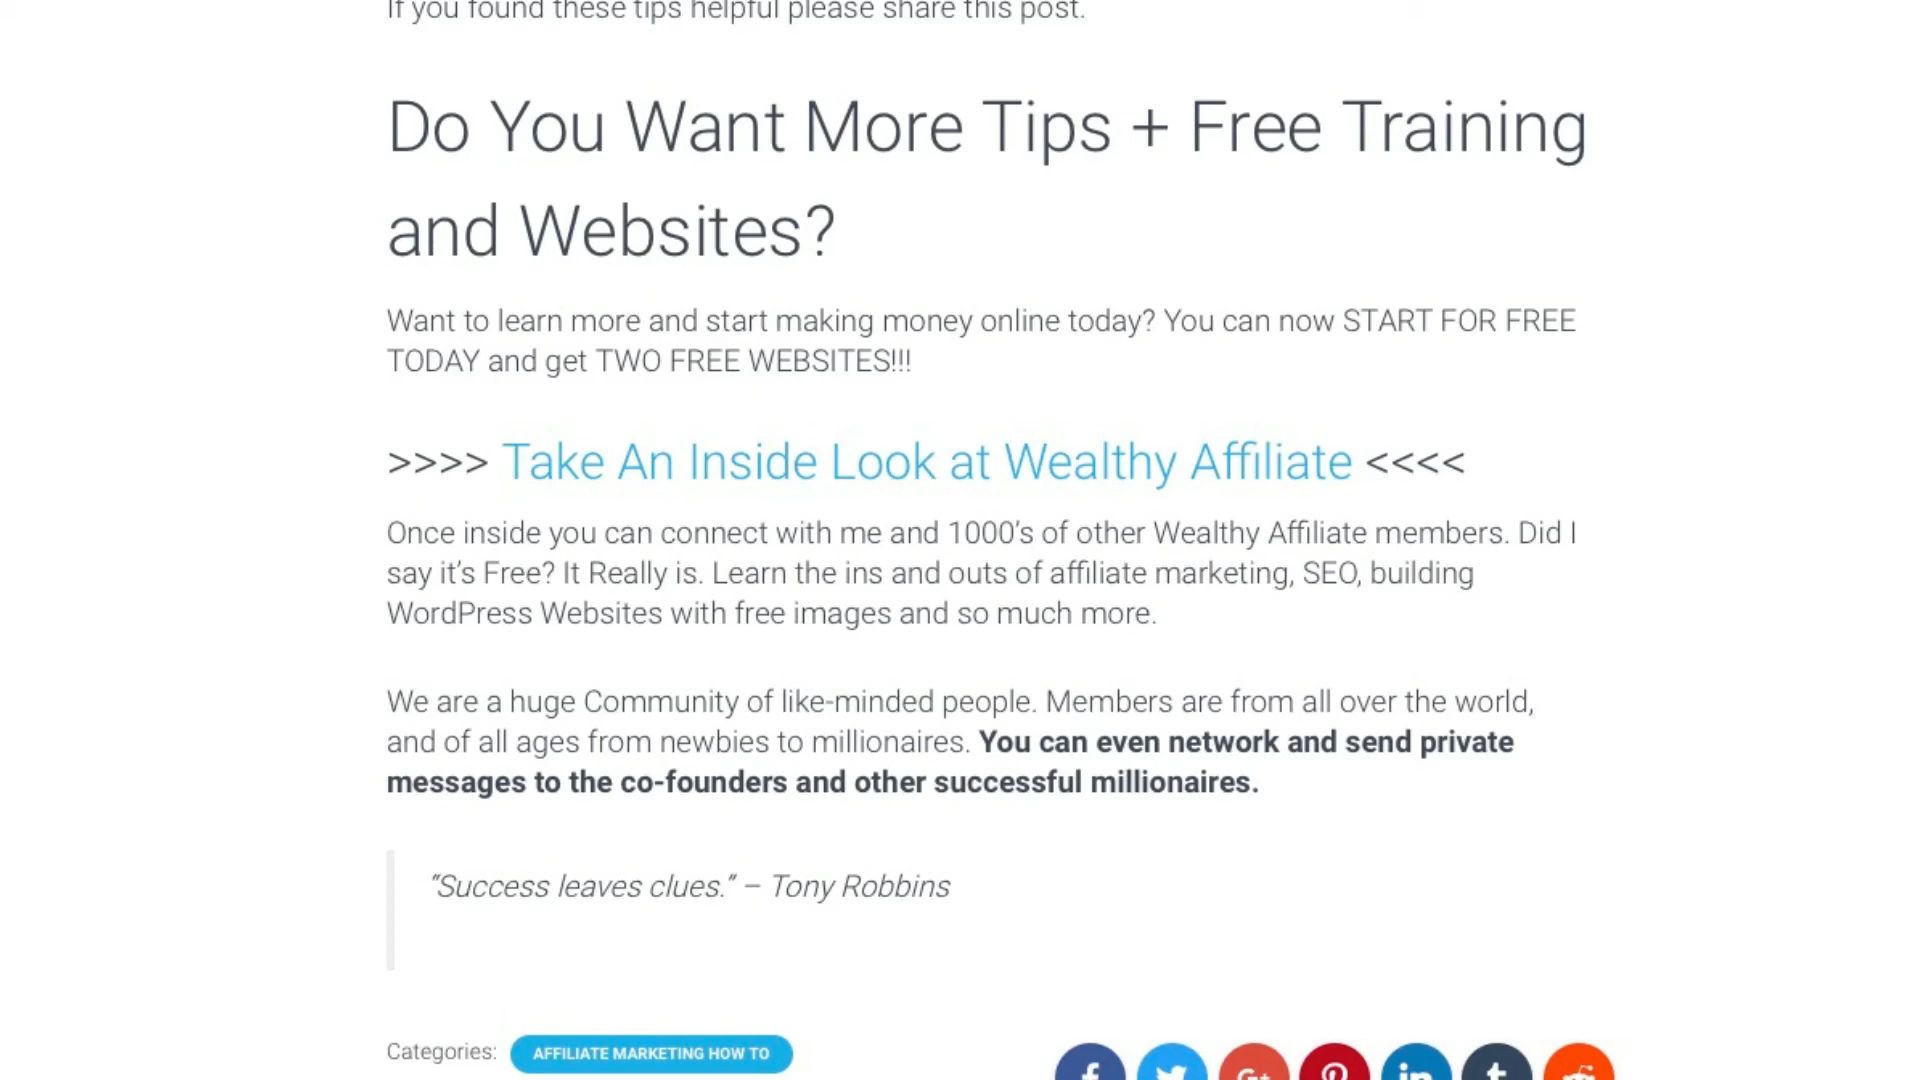 If you found these tips helpful please share this post.
Do You Want More Tips + Free Training
and Websites?
Want to learn more and start making money online today? You can now START FOR FREE
TODAY and get TWO FREE WEBSITES!!!
>>>> Take An Inside Look at Wealthy Affiliate <<<<
Once inside you can connect with me and 1000’s of other Wealthy Affiliate members. Did I
say it’s Free? It Really is. Learn the ins and outs of affiliate marketing, SEO, building
WordPress Websites with free images and so much more.
We are a huge Community of like-minded people. Members are from all over the world,
and of all ages from newbies to millionaires. You can even network and send private
messages to the co-founders and other successful millionaires.
“Success leaves clues.” – Tony Robbins
Categories: AFFILIATE MARKETING HOW TO